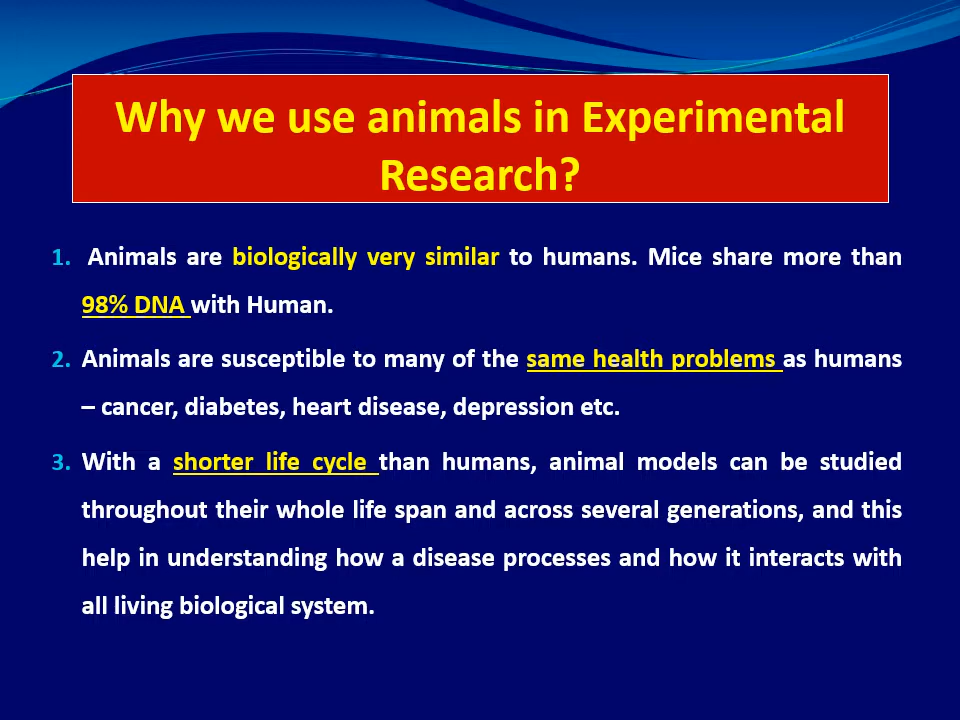 Why we use animals in Experimental
Research?
1. Animals are biologically very similar to humans. Mice share more than
98% DNA with Human.
2. Animals are susceptible to many of the same health problems as humans
– cancer, diabetes, heart disease, depression etc.
3. With a shorter life cycle than humans, animal models can be studied
throughout their whole life span and across several generations, and this
help in understanding how a disease processes and how it interacts with
all living biological system.